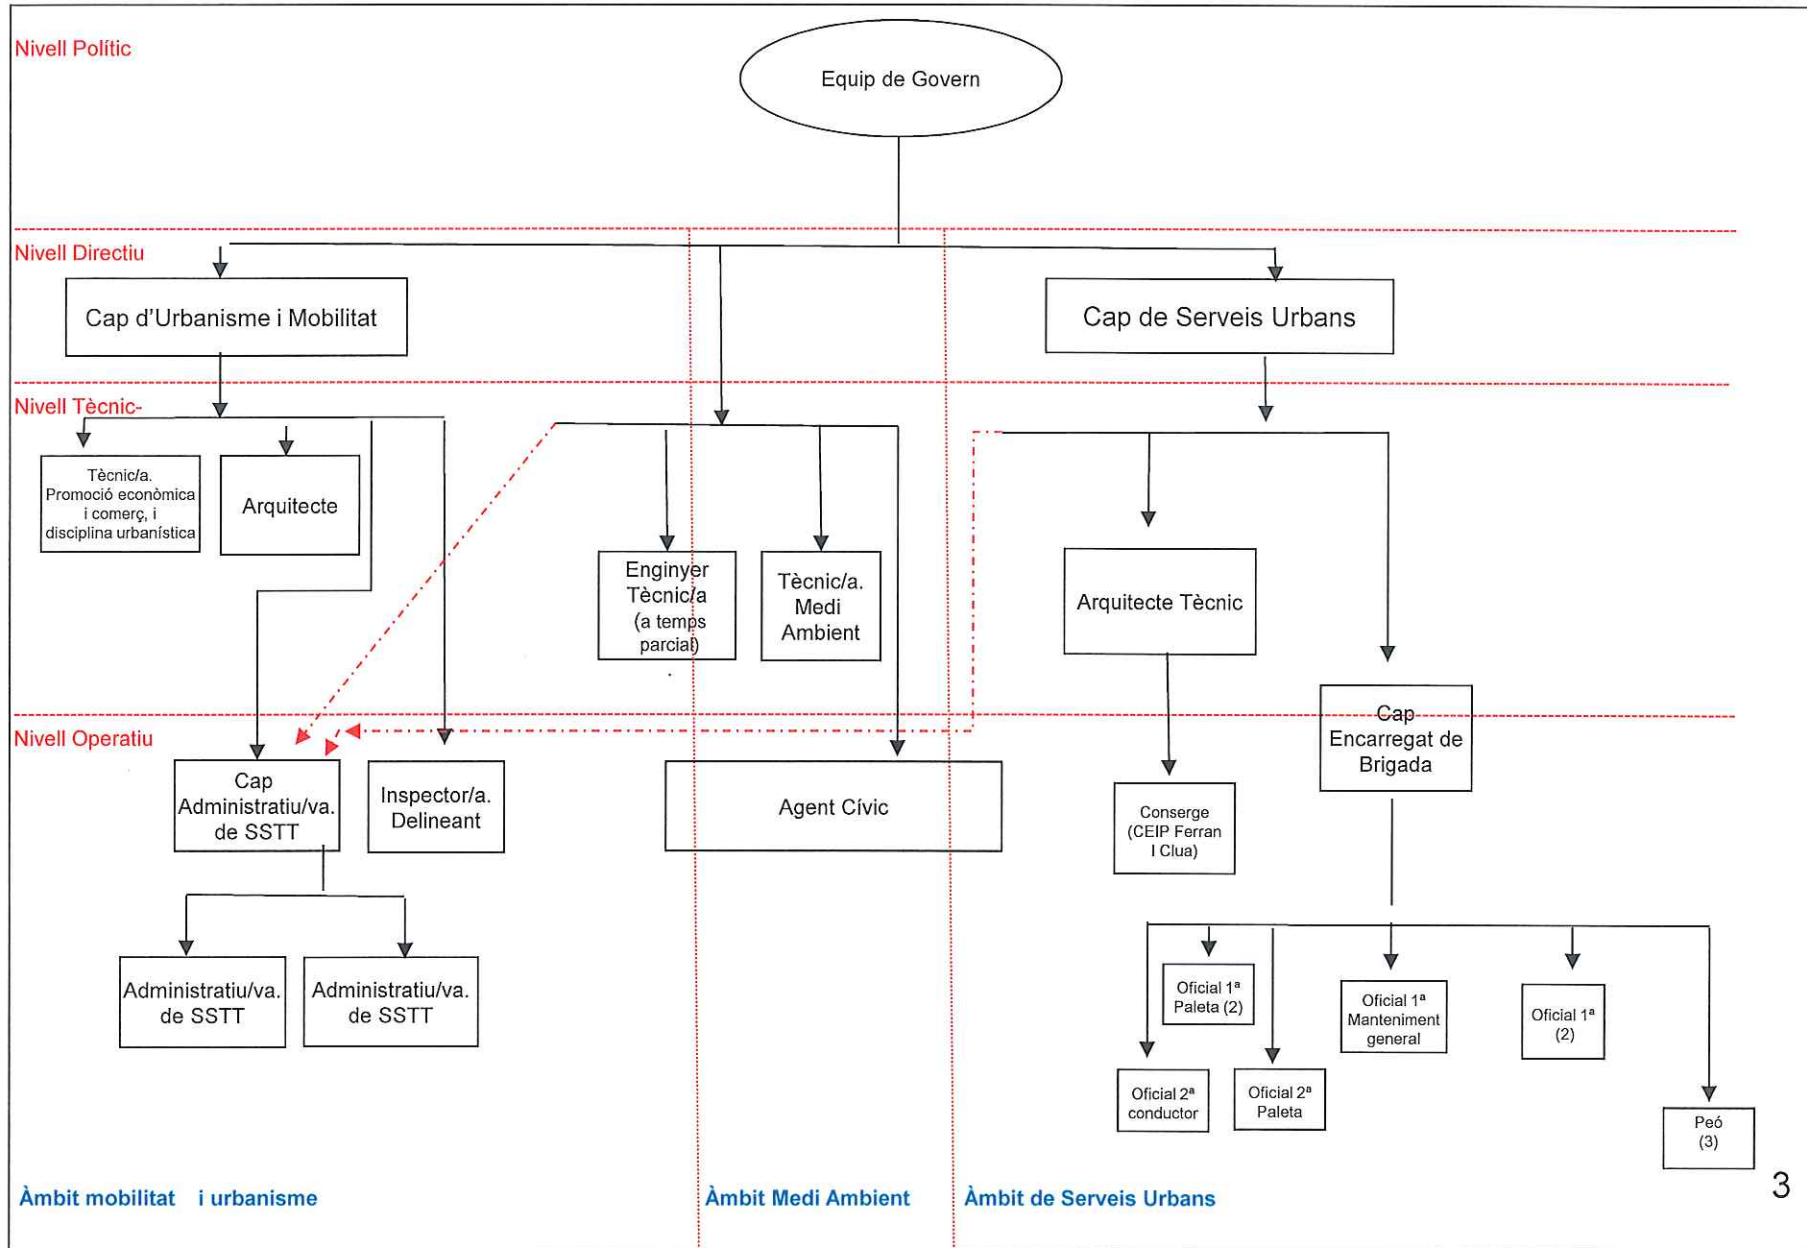 Nivell Polític
Equip de Govern
Nivell Directiu
Cap d'Urbanisme i Mobilitat
Cap de Serveis Urbans
Nivell Tècnic-
Tècnic/a.
Promoció econòmica
i comerç, i
disciplina urbanística
Arquitecte
Enginyer
Tècnic/a
(a temps
parcial)
Tècnic/a.
Medi
Ambient
Arquitecte Tècnic
Nivell Operatiu
Cap
Administratiu/va.
de SSTT
Inspector/a.
Delineant
Agent Cívic
Conserge
(CEIP Ferran
I Clua)
Cap
Encarregat de
Brigada
Administratiu/va.
de SSTT
Administratiu/va.
de SSTT
Oficial 1ª
Paleta (2)
Oficial 1ª
Manteniment
general
Oficial 1ª
(2)
Oficial 2ª
conductor
Oficial 2ª
Paleta
Peó
(3)
Àmbit mobilitat i urbanisme
Àmbit Medi Ambient
Àmbit de Serveis Urbans
3